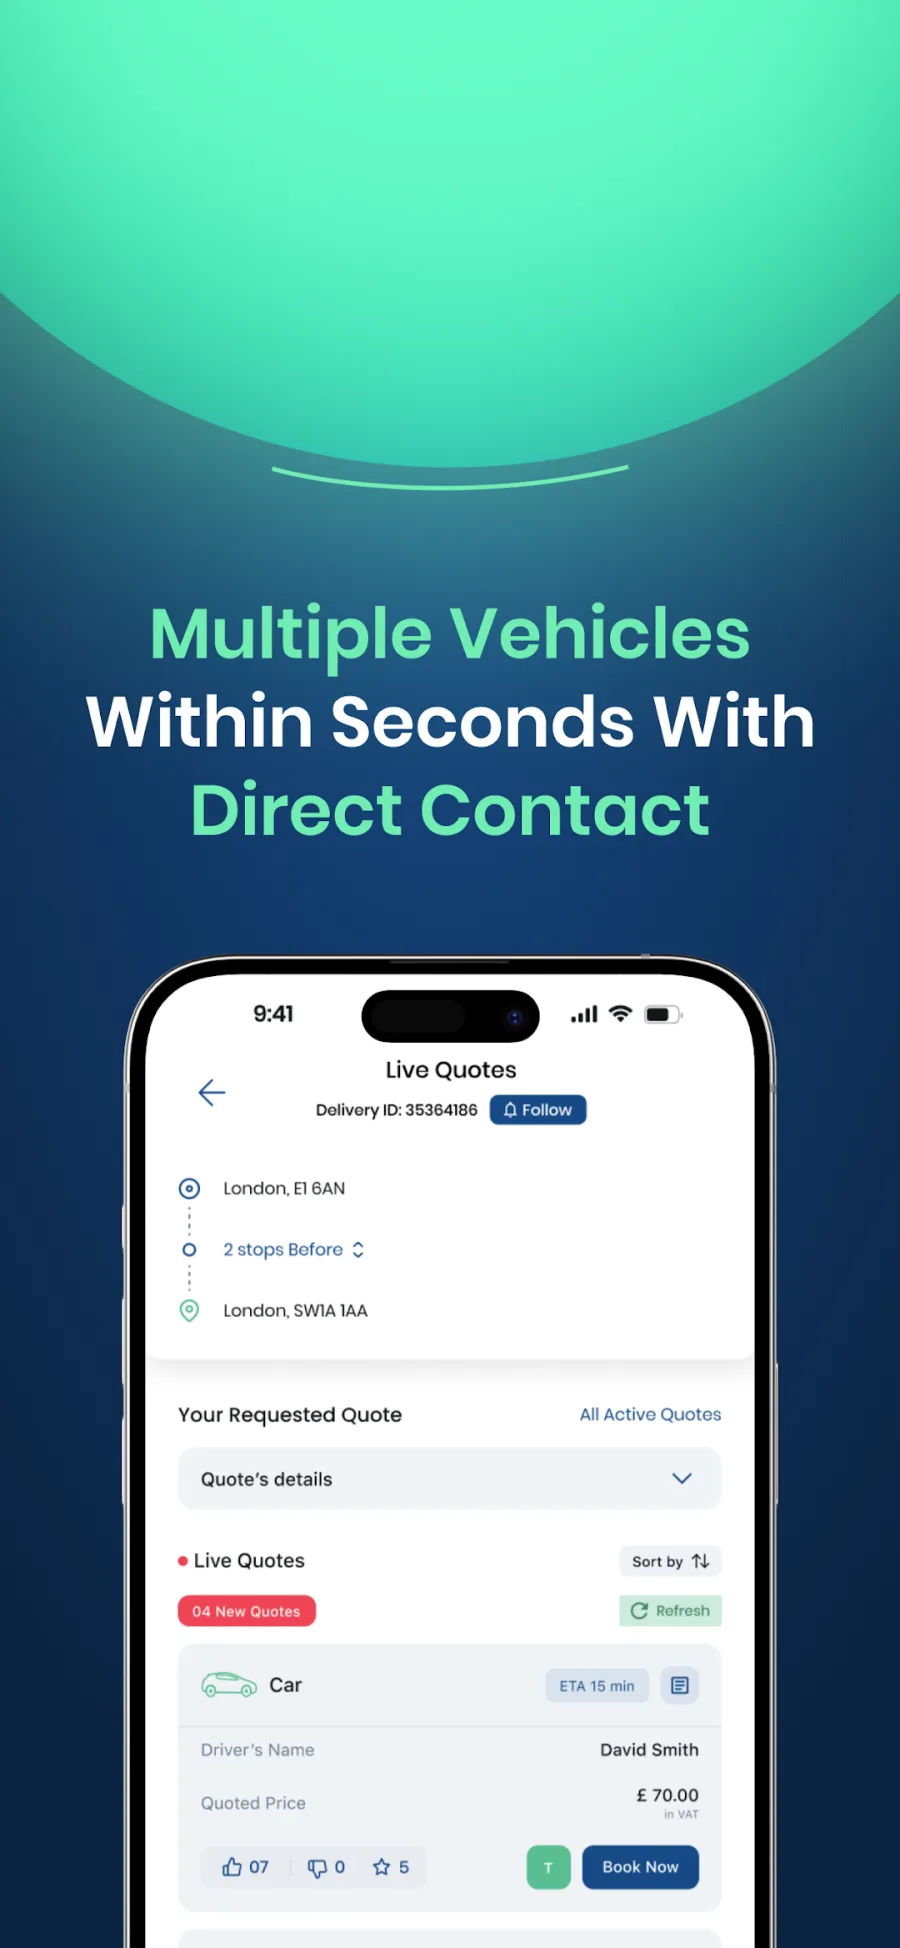 Multiple Vehicles
Within Seconds With
Direct Contact
9:41
Live Quotes
Delivery ID: 35364186 Follow
London, E1 6AN
2 stops Before
London, SW1A 1AA
Your Requested Quote All Active Quotes
Quote's details
Live Quotes Sort by
04 New Quotes Refresh
Car ETA 15 min
Driver's Name David Smith
Quoted Price £ 70.00
in VAT
07 0 5 T Book Now